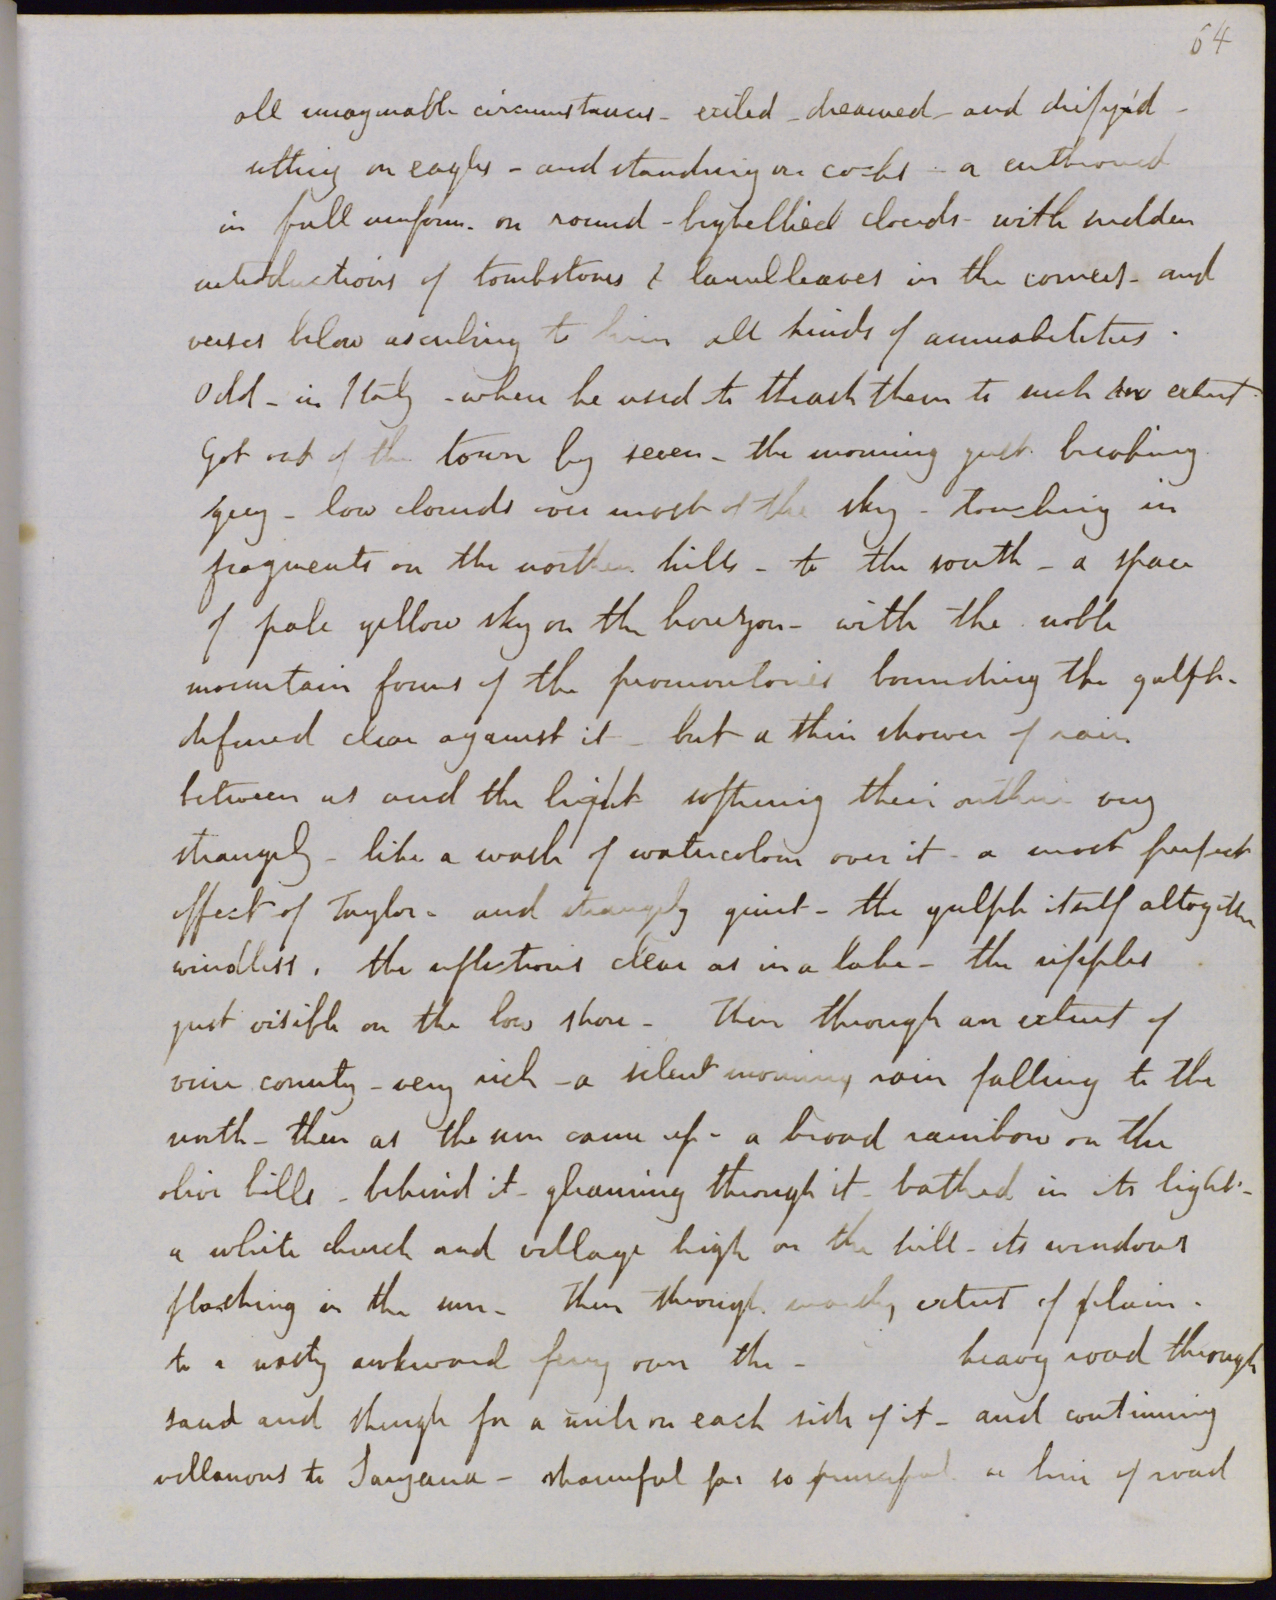 64
all imaginable circumstances - exiled - dreamed - and deifyid -
sitting on eagles - and standing on cocks - a enthroned
in full uniform. on round - bigbellied clouds - with sudden
introductions of tombstones & laurelleaves in the corners - and
verses below ascribing to him all kinds of amiabilities.
Odd - in Italy - when he used to thrash them to such an extent.
Got out of the town by seven - the morning just breaking
grey - low clouds over most of the sky - touching in
fragments on the northern hills - to the south - a space
of pale yellow sky on the horizon - with the noble
mountain forms of the promontories bounding the gulph -
defined clear against it - but a thin shower of rain
between us and the light softening their outline very
strangely - like a wash of watercolour over it - a most perfect
effect of Taylor - and strangely quiet - the gulph itself altogether
windless, the reflections clear as in a lake - the ripples
just visible on the low shore - Then through an extent of
vine country - very rich - a silent morning, rain falling to the
north - then as the sun came up - a broad rainbow on the
olive hills - behind it - gleaming through it - bathed in its light -
a white church and village high on the hill - its windows
flashing in the sun - Then through marshy extent of plain -
to a nasty awkward ferry over the - heavy road through
sand and shingle for a mile on each side of it - and continuing
villanous to Sarzana - shameful for so principal a line of road